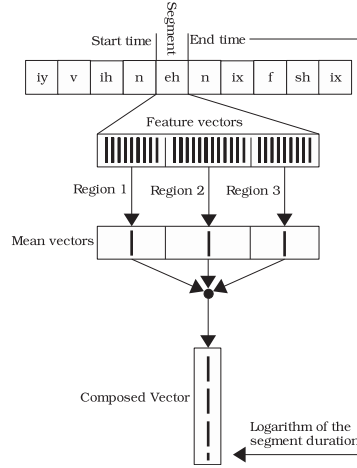 Segment
Start time End time
iy v ih n eh n ix f sh ix
Feature vectors
Region 1 Region 2 Region 3
Mean vectors
Composed Vector
Logarithm of the
segment duration